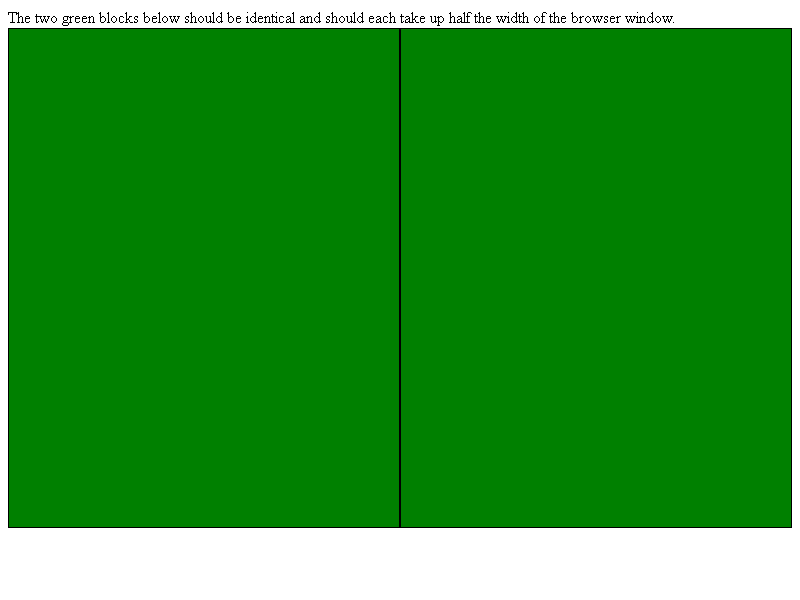 The two green blocks below should be identical and should each take up half the width of the browser window.